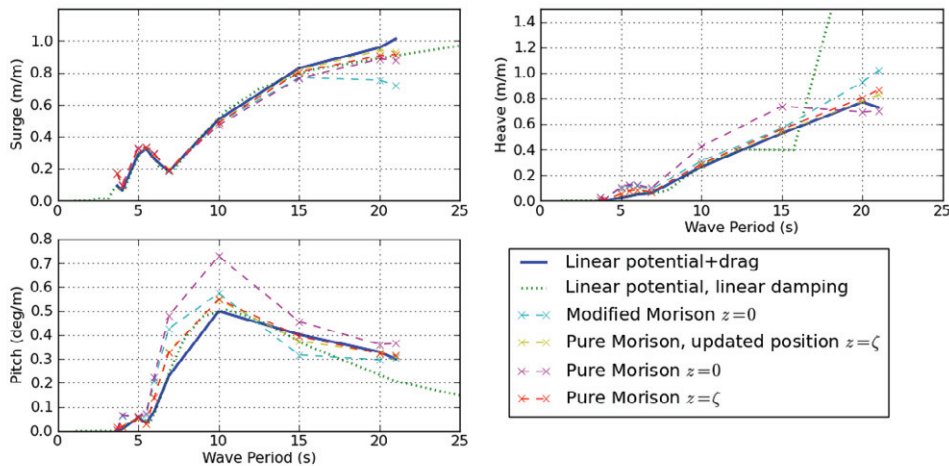 Surge (m/m)
1.0
0.8
0.6
0.4
0.2
0.0
0 5 10 15 20 25
Heave (m/m)
1.4
1.2
1.0
0.8
0.6
0.4
0.2
0.0
0 5 10 15 20 25
Wave Period (s)
Pitch (deg/m)
0.8
0.7
0.6
0.5
0.4
0.3
0.2
0.1
0.0
0 5 10 15 20 25
Wave Period (s)
Linear potential+drag
Linear potential, linear damping
Modified Morison z=0
Pure Morison, updated position z=ζ
Pure Morison z=0
Pure Morison z=ζ